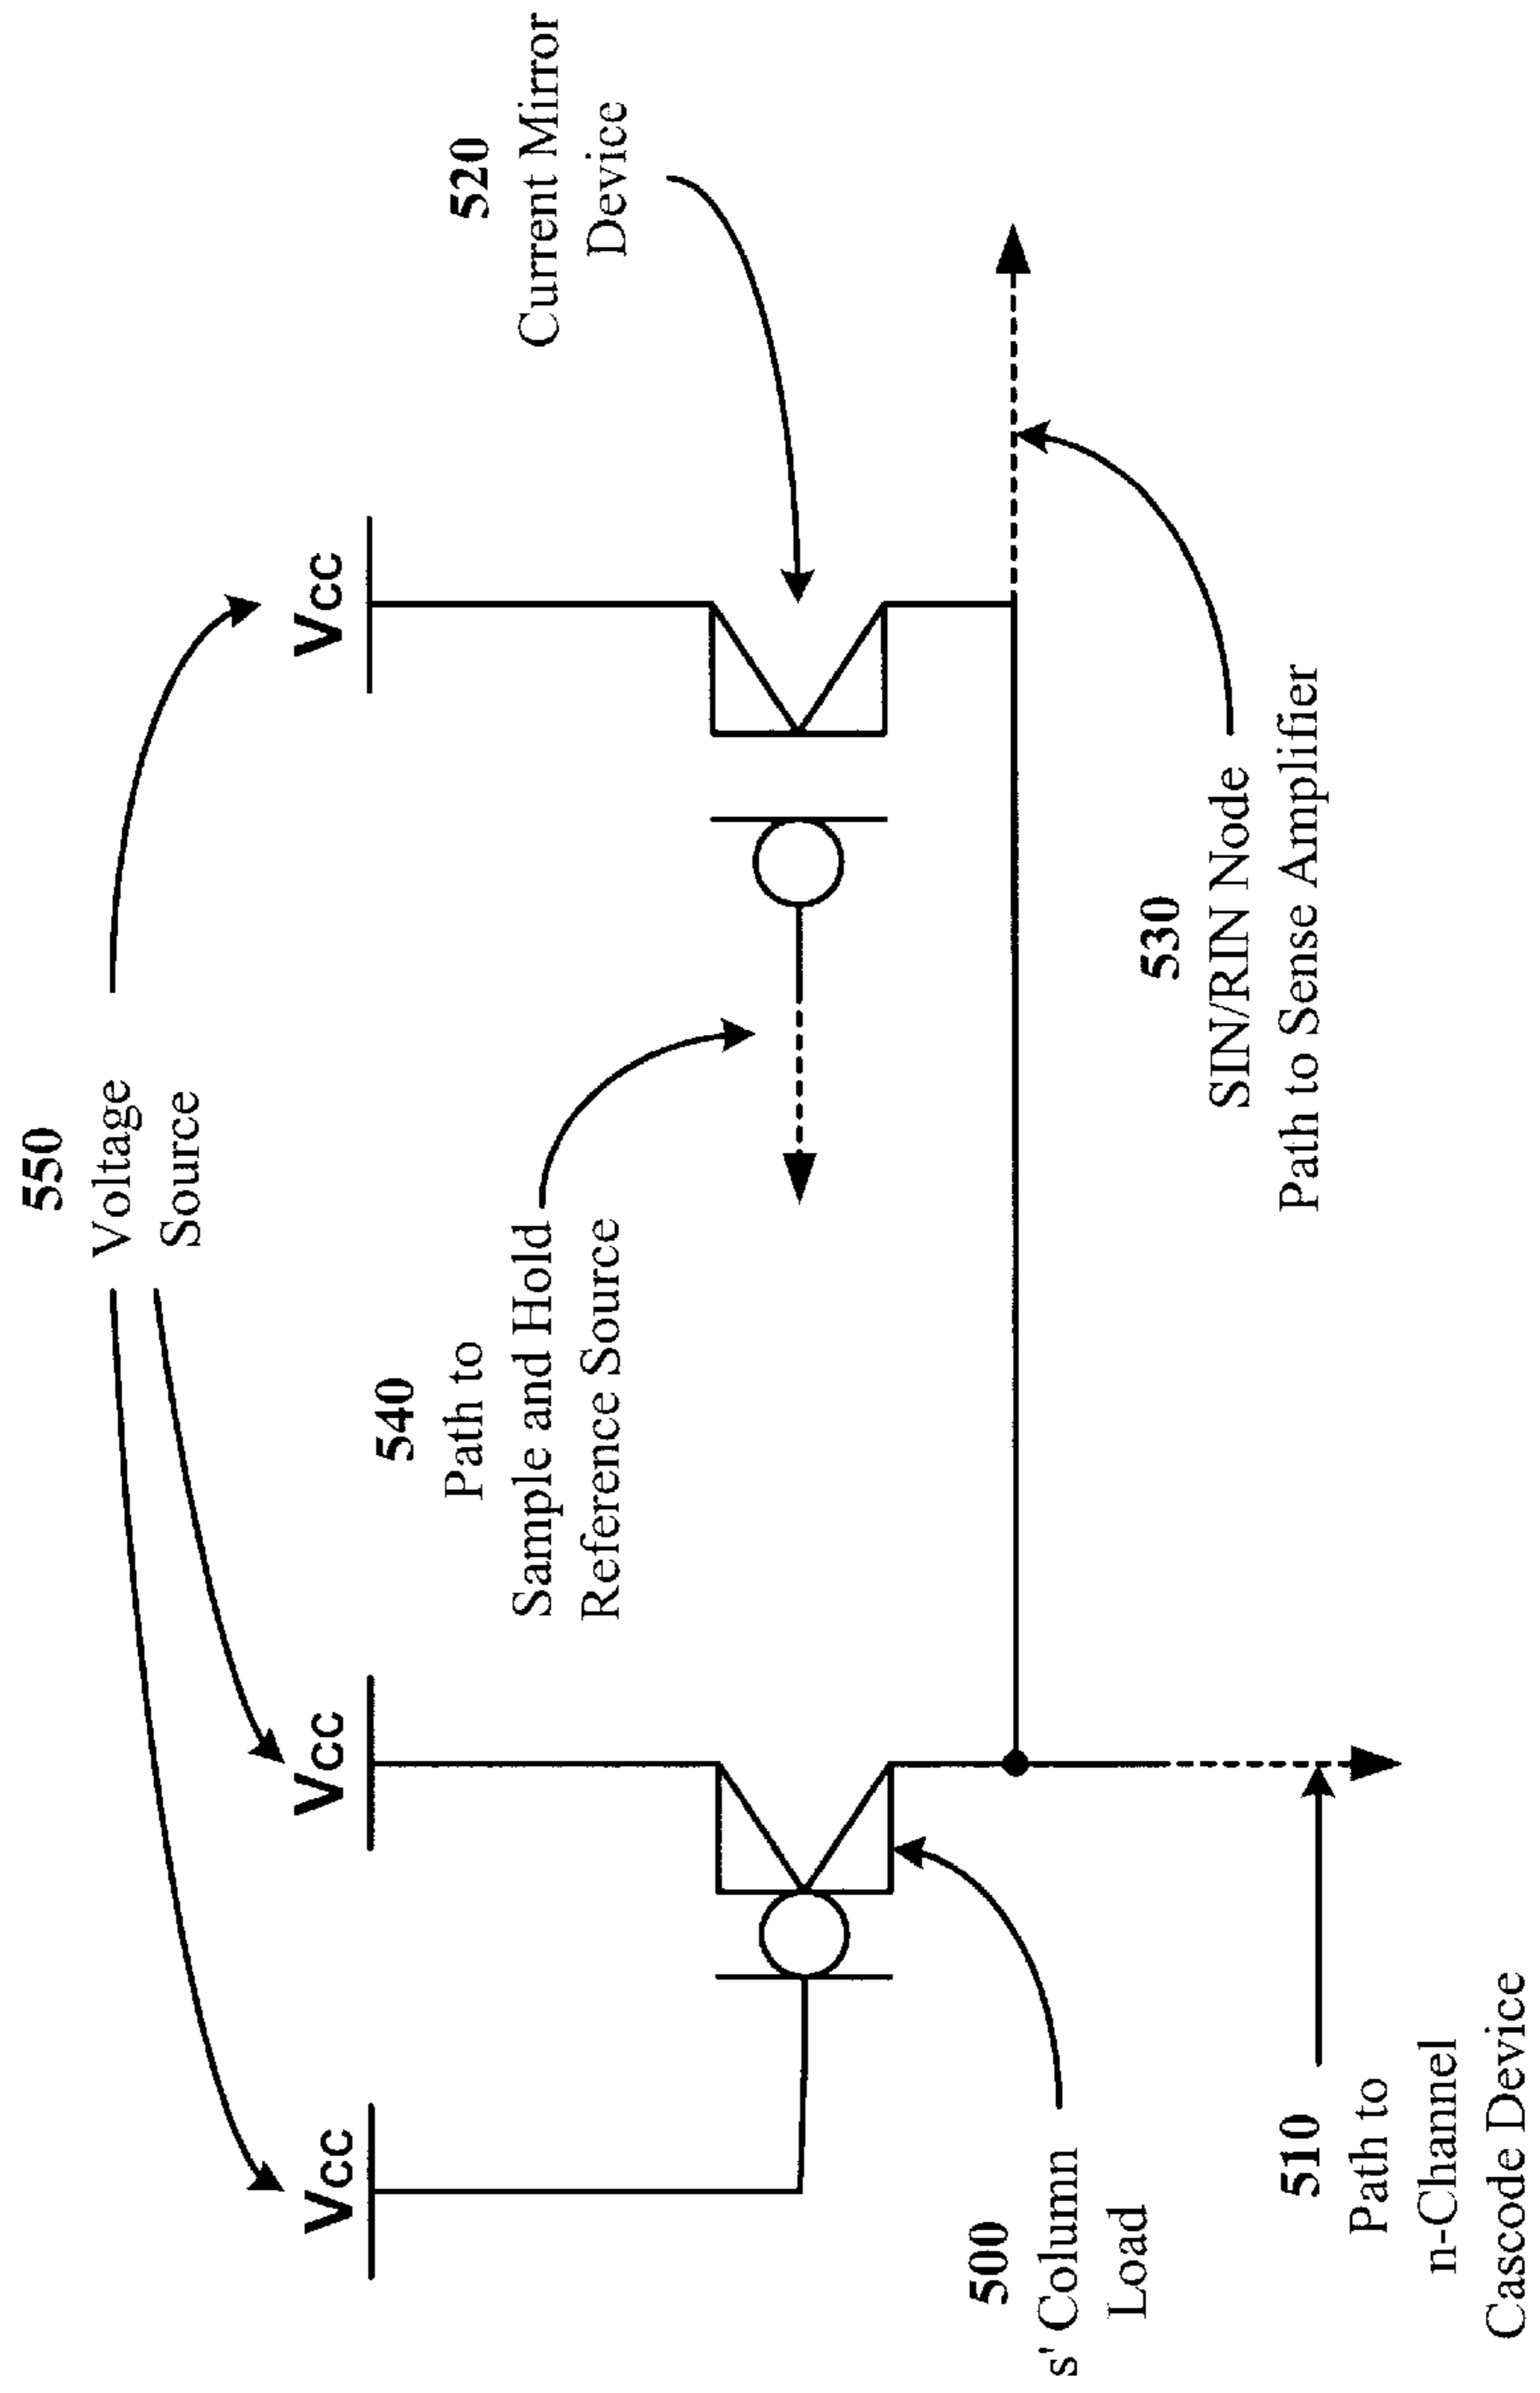 550
Voltage
Source
Vcc
Vcc
Vcc
520
Current Mirror
Device
540
Path to
Sample and Hold
Reference Source
500
s' Column
Load
530
SIN/RIN Node
Path to Sense Amplifier
510
Path to
n-Channel
Cascode Device